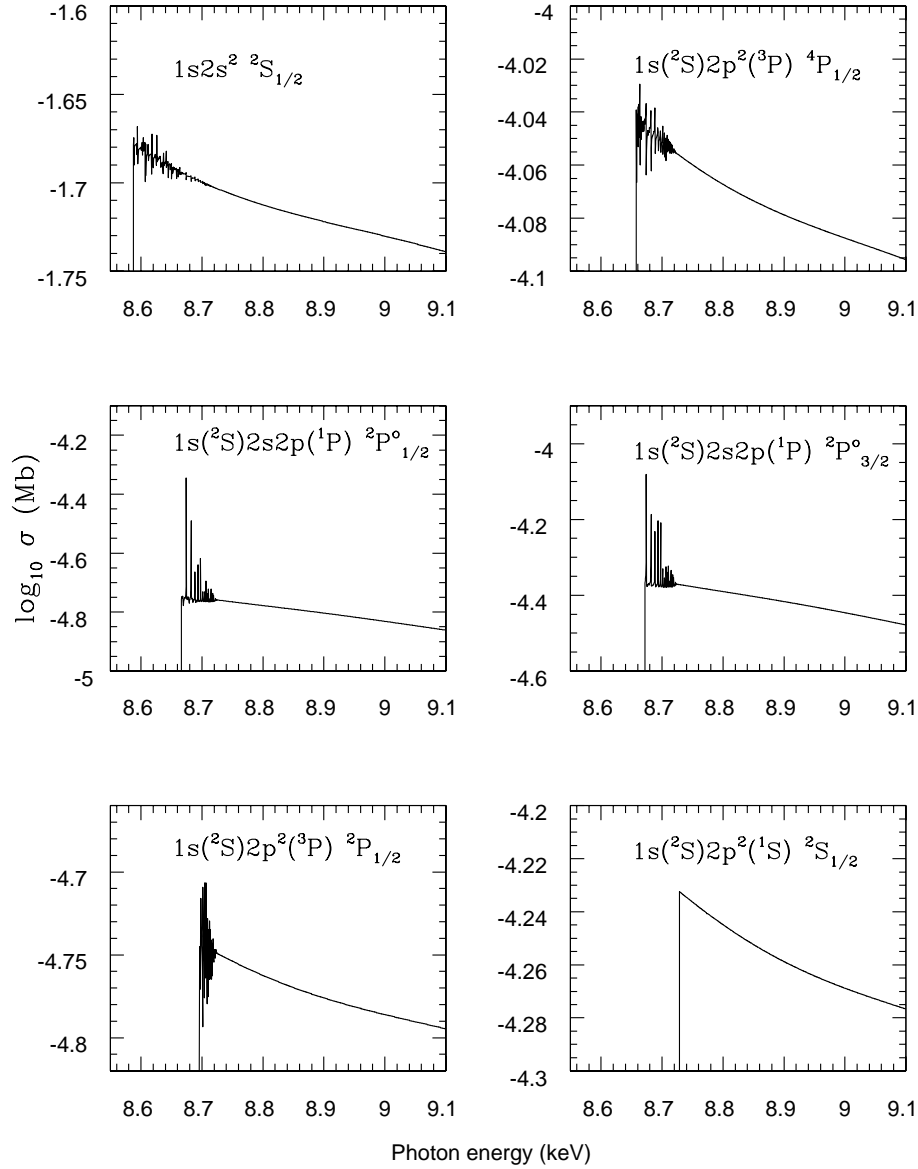 log₁₀ σ (Mb)
1s2s² ²S₁/₂
-1.6
-1.65
-1.7
-1.75
8.6 8.7 8.8 8.9 9 9.1
1s(²S)2p²(³P) ⁴P₁/₂
-4
-4.02
-4.04
-4.06
-4.08
-4.1
8.6 8.7 8.8 8.9 9 9.1
1s(²S)2s2p(¹P) ²P°₁/₂
-4.2
-4.4
-4.6
-4.8
-5
8.6 8.7 8.8 8.9 9 9.1
1s(²S)2s2p(¹P) ²P°₃/₂
-4
-4.2
-4.4
-4.6
8.6 8.7 8.8 8.9 9 9.1
1s(²S)2p²(³P) ²P₁/₂
-4.7
-4.75
-4.8
8.6 8.7 8.8 8.9 9 9.1
1s(²S)2p²(¹S) ²S₁/₂
-4.2
-4.22
-4.24
-4.26
-4.28
-4.3
8.6 8.7 8.8 8.9 9 9.1
Photon energy (keV)